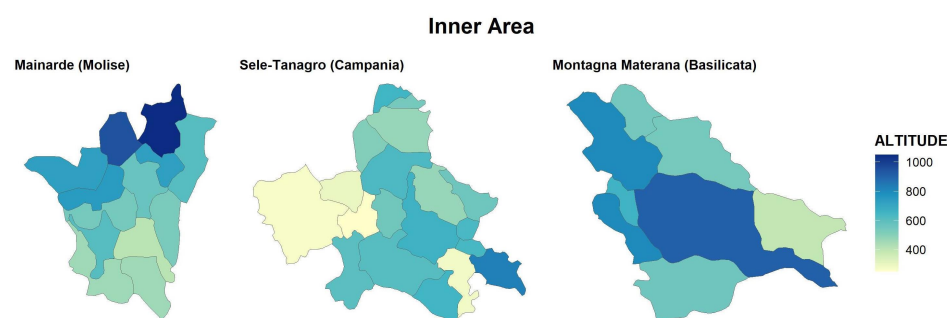 Inner Area
Mainarde (Molise)
Sele-Tanagro (Campania)
Montagna Materana (Basilicata)
ALTITUDE
1000
800
600
400